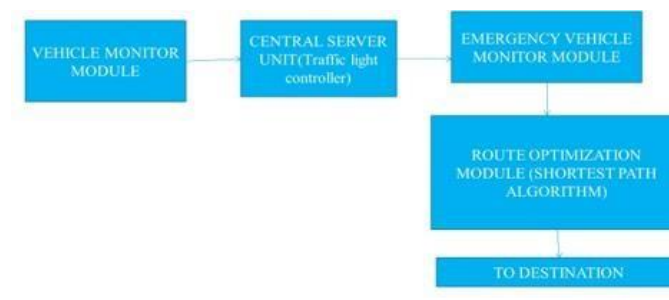 VEHICLE MONITOR
MODULE
CENTRAL SERVER
UNIT(Traffic light
controller)
EMERGENCY VEHICLE
MONITOR MODULE
ROUTE OPTIMIZATION
MODULE (SHORTEST PATH
ALGORITHM)
TO DESTINATION